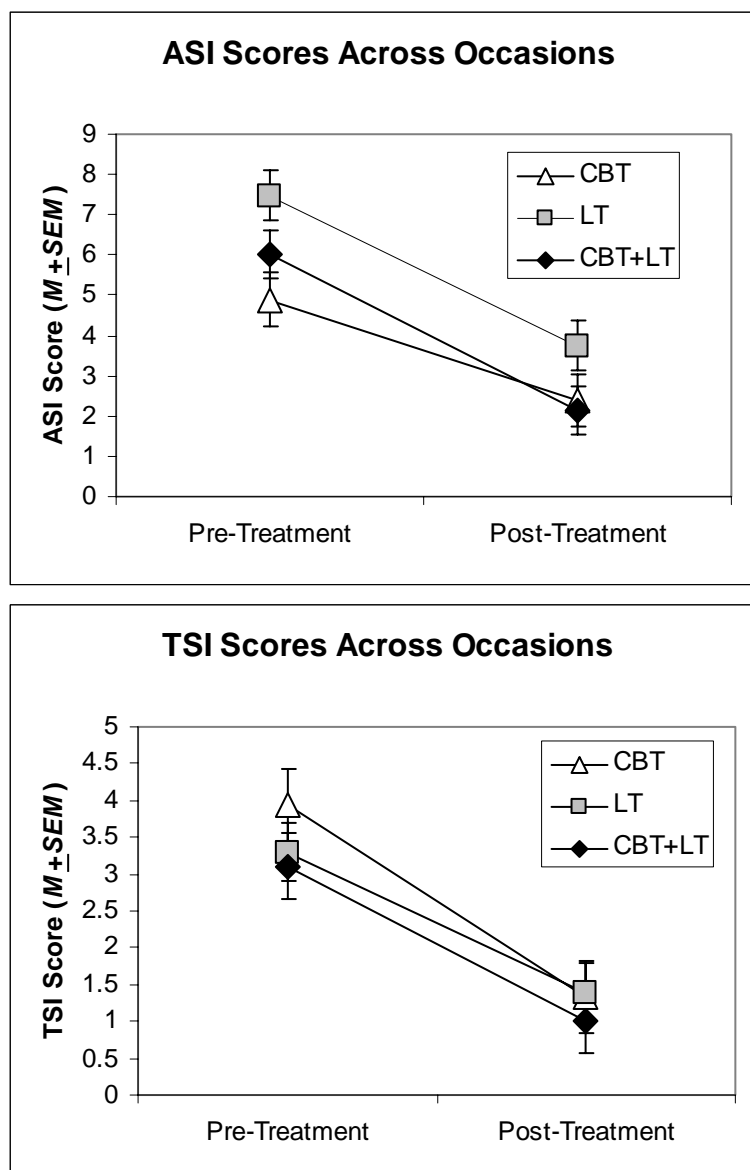 ASI Scores Across Occasions
ASI Score (M +SEM)
9
8
7
6
5
4
3
2
1
0
CBT
LT
CBT+LT
Pre-Treatment Post-Treatment
TSI Scores Across Occasions
TSI Score (M +SEM)
5
4.5
4
3.5
3
2.5
2
1.5
1
0.5
0
CBT
LT
CBT+LT
Pre-Treatment Post-Treatment